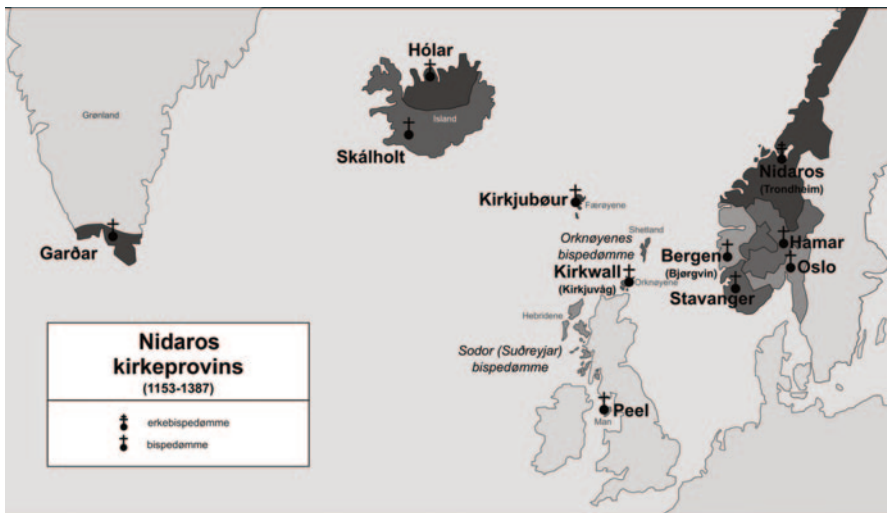 Hólar
Grønland
Island
Skálholt
Nidaros
(Trondheim)
Kirkjubøur
Færøyene
Shetland
Orknøyenes
bispedømme
Garðar
Bergen
(Bjørgvin)
Hamar
Oslo
Kirkwall
(Kirkjuvåg)
Orknøyene
Stavanger
Hebridene
Sodor (Suðreyjar)
bispedømme
Peel
Man
Nidaros
kirkeprovins
(1153-1387)
erkebispedømme
bispedømme